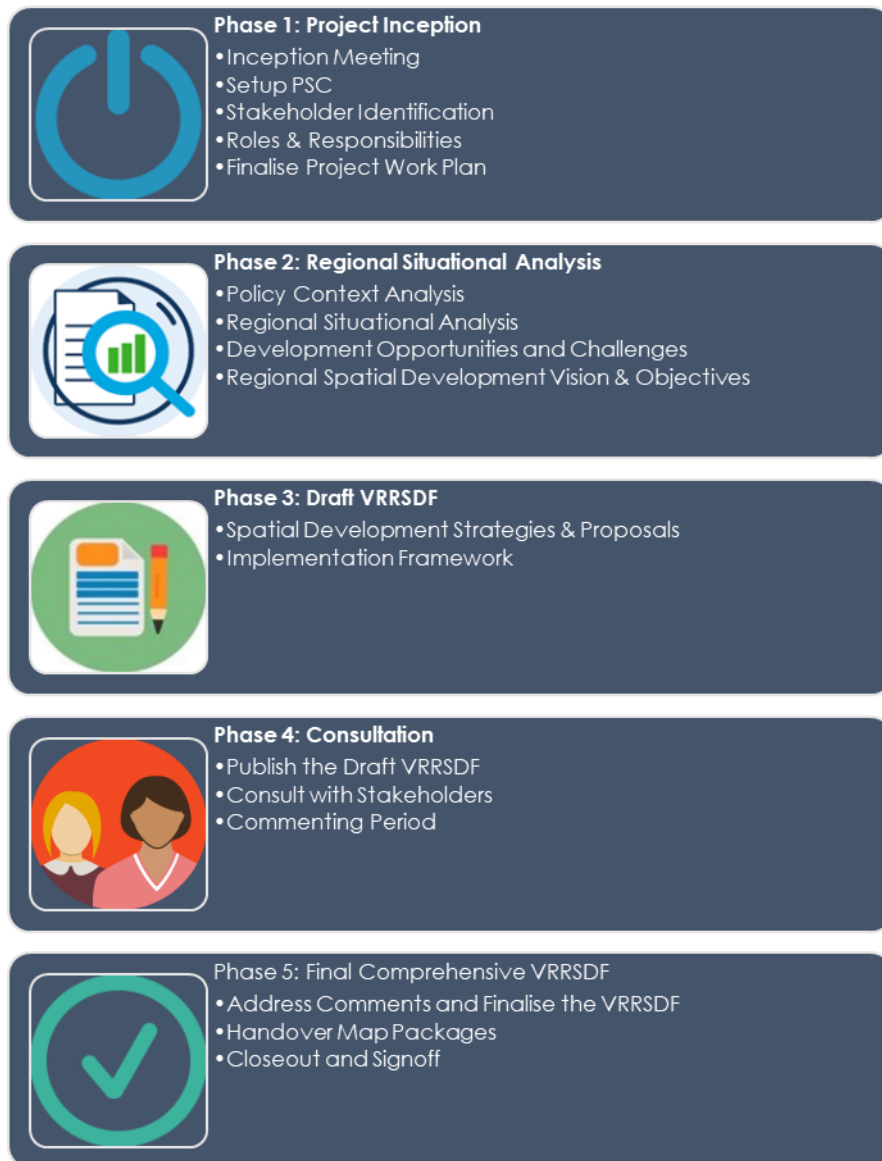 Phase 1: Project Inception
•Inception Meeting
•Setup PSC
•Stakeholder Identification
•Roles & Responsibilities
•Finalise Project Work Plan
Phase 2: Regional Situational Analysis
•Policy Context Analysis
•Regional Situational Analysis
•Development Opportunities and Challenges
•Regional Spatial Development Vision & Objectives
Phase 3: Draft VRRSDF
•Spatial Development Strategies & Proposals
•Implementation Framework
Phase 4: Consultation
•Publish the Draft VRRSDF
•Consult with Stakeholders
•Commenting Period
Phase 5: Final Comprehensive VRRSDF
•Address Comments and Finalise the VRRSDF
•Handover Map Packages
•Closeout and Signoff